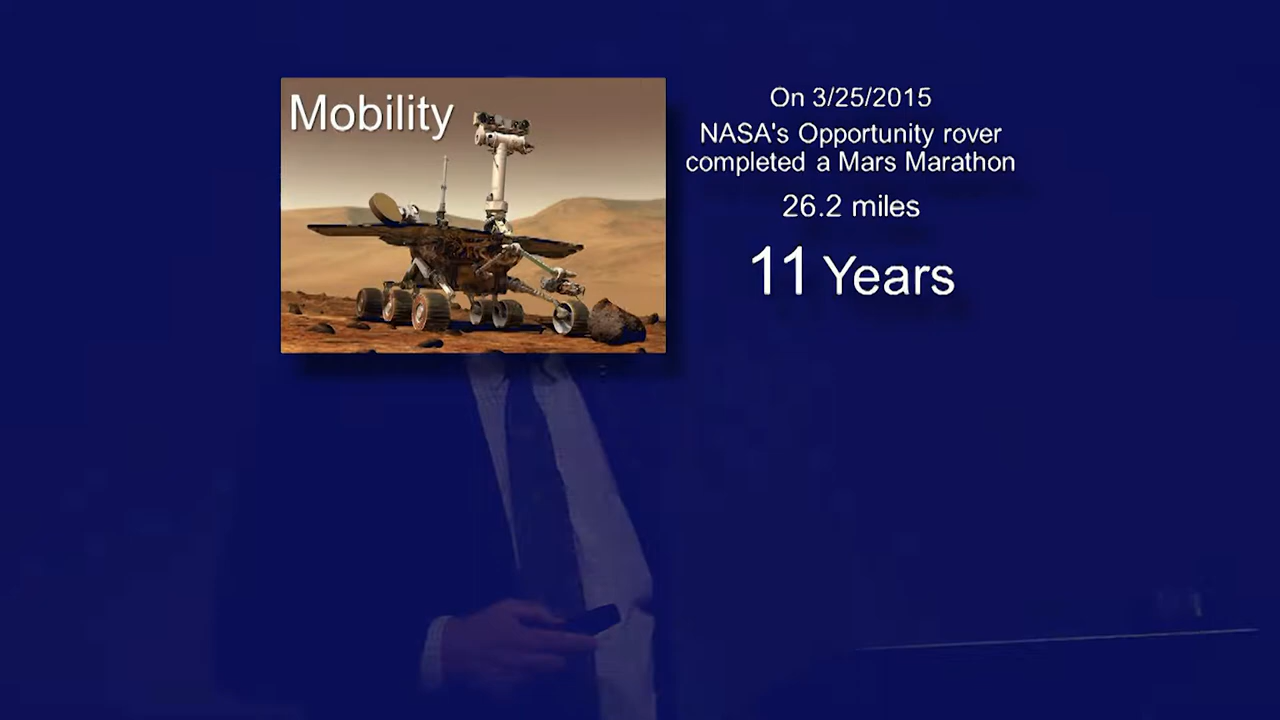 Mobility
On 3/25/2015
NASA's Opportunity rover
completed a Mars Marathon
26.2 miles
11 Years